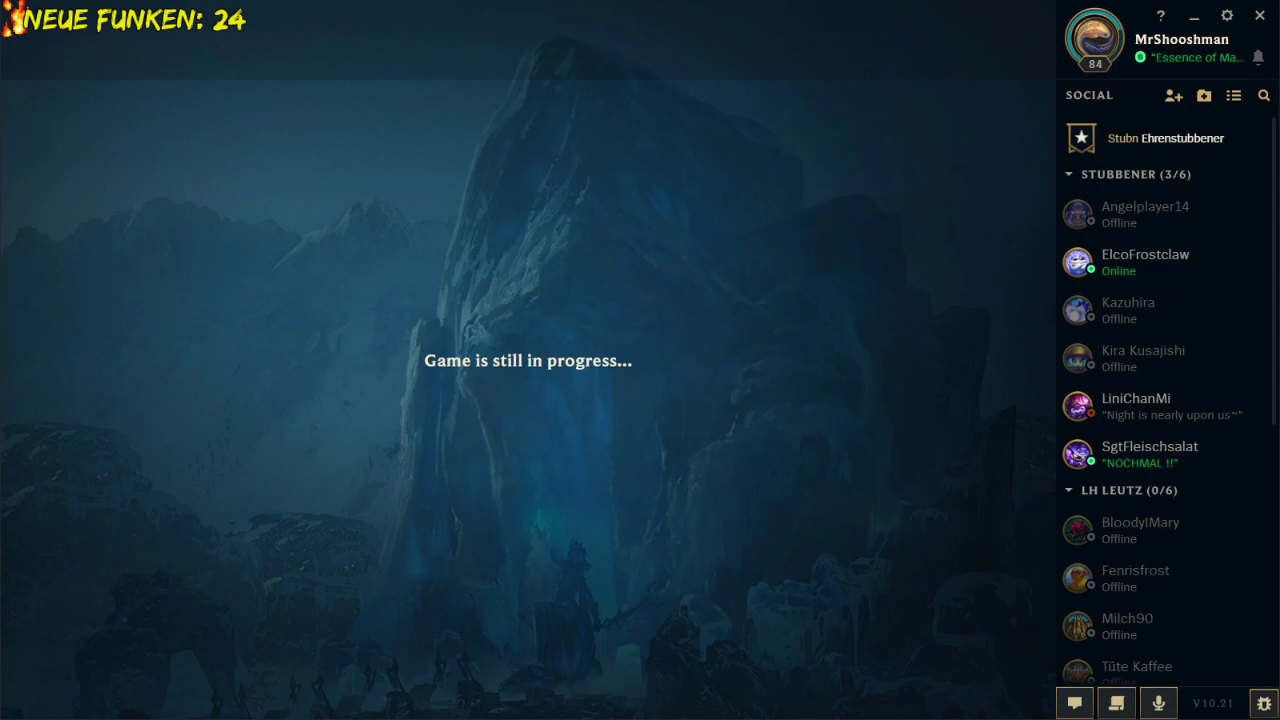 NEUE FUNKEN: 24
MrShooshman
84
"Essence of Ma...
SOCIAL
Stubn Ehrenstubbener
STUBBENER (3/6)
Angelplayer14
Offline
ElcoFrostclaw
Online
Kazuhira
Offline
Kira Kusajishi
Offline
LiniChanMi
"Night is nearly upon us~"
SgtFleischsalat
"NOCHMAL !!"
LH LEUTZ (0/6)
BloodylMary
Offline
Fenrisfrost
Offline
Milch90
Offline
Tüte Kaffee
Offline
Game is still in progress...
V10.21